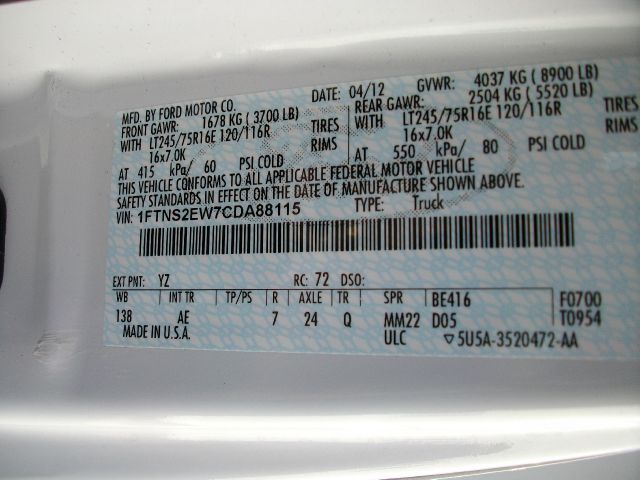 MFD. BY FORD MOTOR CO. DATE: 04/12 GVWR: 4037 KG ( 8900 LB)
FRONT GAWR: 1678 KG ( 3700 LB) REAR GAWR: 2504 KG ( 5520 LB)
WITH LT245/75R16E 120/116R TIRES WITH LT245/75R16E 120/116R TIRES
16x7.0K RIMS 16x7.0K RIMS
AT 415 kPa/ 60 PSI COLD AT 550 kPa/ 80 PSI COLD
THIS VEHICLE CONFORMS TO ALL APPLICABLE FEDERAL MOTOR VEHICLE
SAFETY STANDARDS IN EFFECT ON THE DATE OF MANUFACTURE SHOWN ABOVE.
VIN: 1FTNS2EW7CDA88115 TYPE: Truck
EXT PNT: YZ RC: 72 DSO:
WB INT TR TP/PS R AXLE TR SPR BE416 F0700
138 AE 7 24 Q MM22 D05 T0954
MADE IN U.S.A. ULC ▽5U5A-3520472-AA